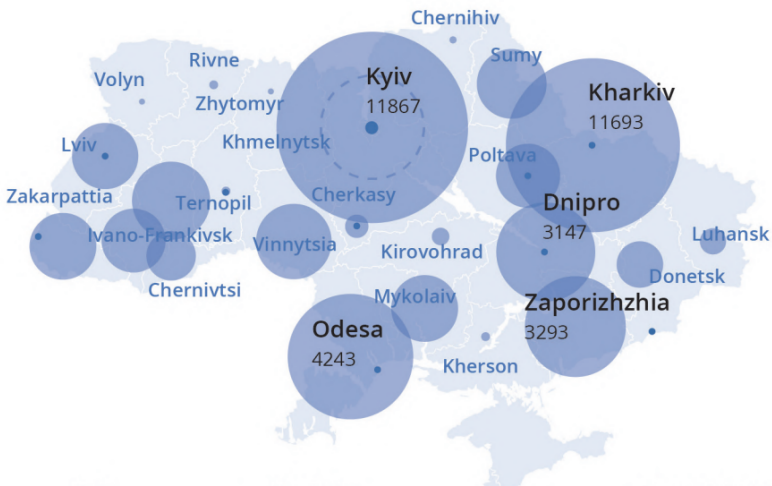 Chernihiv
Sumy
Rivne
Kyiv
11867
Volyn
Kharkiv
11693
Zhytomyr
Lviv
Khmelnytsk
Poltava
Zakarpattia
Ternopil
Cherkasy
Dnipro
3147
Ivano-Frankivsk
Vinnytsia
Kirovohrad
Luhansk
Donetsk
Chernivtsi
Mykolaiv
Zaporizhzhia
3293
Odesa
4243
Kherson